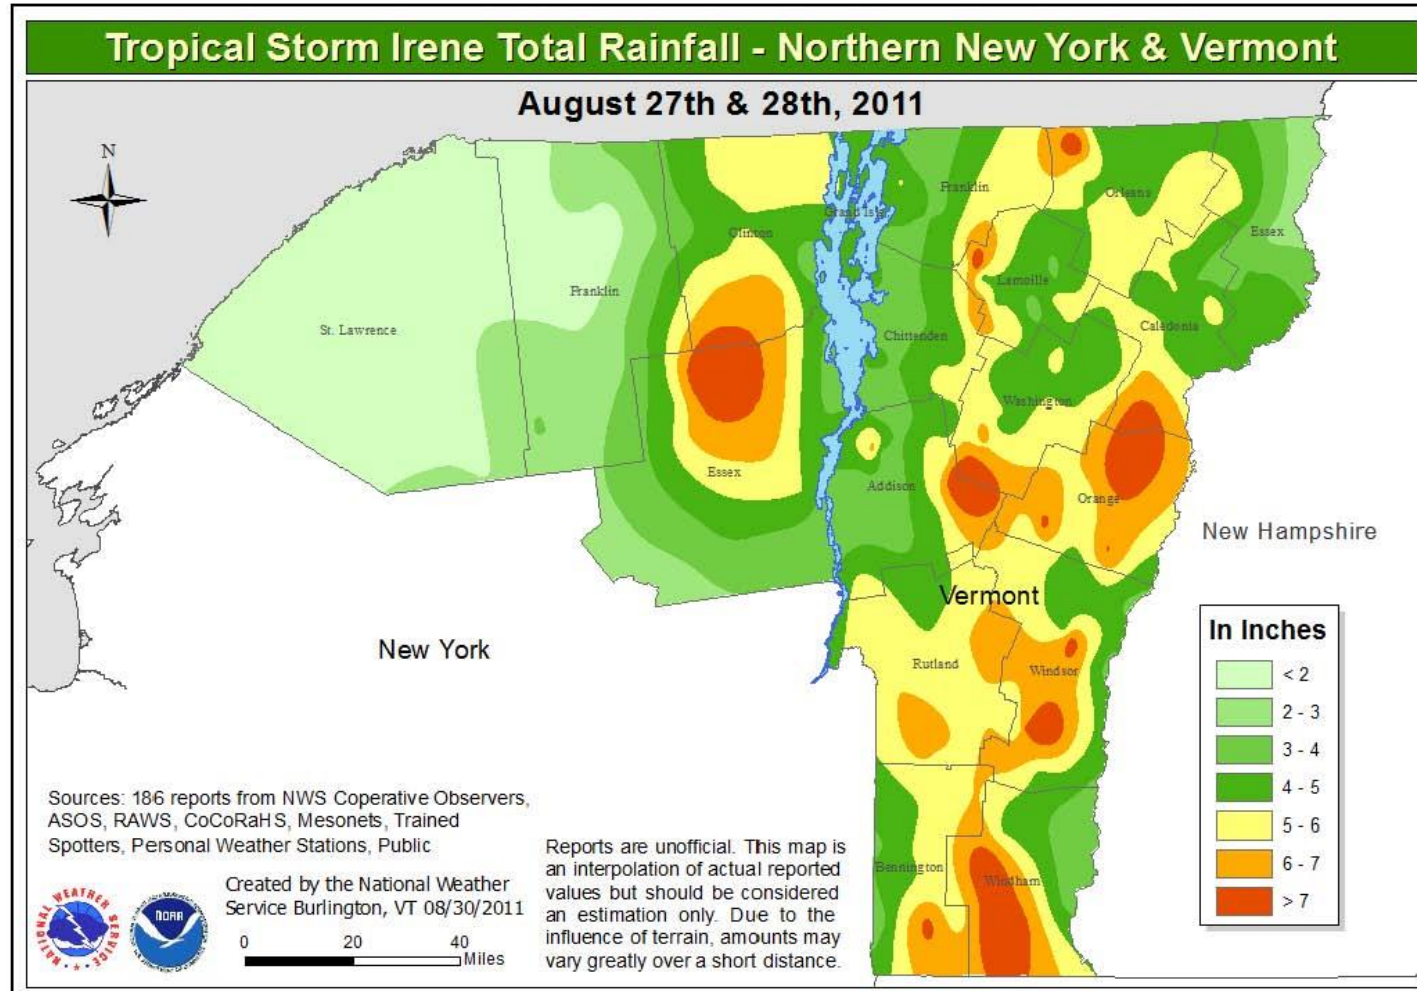 Tropical Storm Irene Total Rainfall - Northern New York & Vermont
August 27th & 28th, 2011
N
Franklin
Orleans
Grand Isle
Clinton
Essex
Lamoille
Franklin
St. Lawrence
Caledonia
Chittenden
Washington
Essex
Addison
Orange
New Hampshire
Vermont
New York
Rutland
Windsor
Bennington
Windham
In Inches
< 2
2 - 3
3 - 4
4 - 5
5 - 6
6 - 7
> 7
Sources: 186 reports from NWS Coperative Observers,
ASOS, RAWS, CoCoRaHS, Mesonets, Trained
Spotters, Personal Weather Stations, Public
NATIONAL WEATHER SERVICE
NOAA
Created by the National Weather
Service Burlington, VT 08/30/2011
0 20 40
Miles
Reports are unofficial. This map is
an interpolation of actual reported
values but should be considered
an estimation only. Due to the
influence of terrain, amounts may
vary greatly over a short distance.